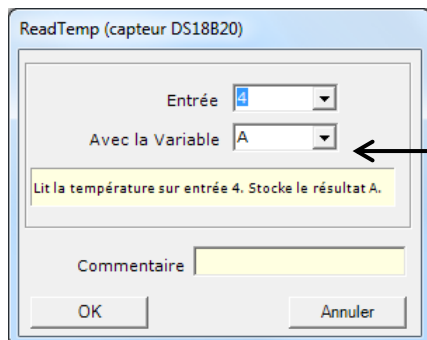 ReadTemp (capteur DS18B20)
Entrée 4
Avec la Variable A
Lit la température sur entrée 4. Stocke le résultat A.
Commentaire
OK Annuler